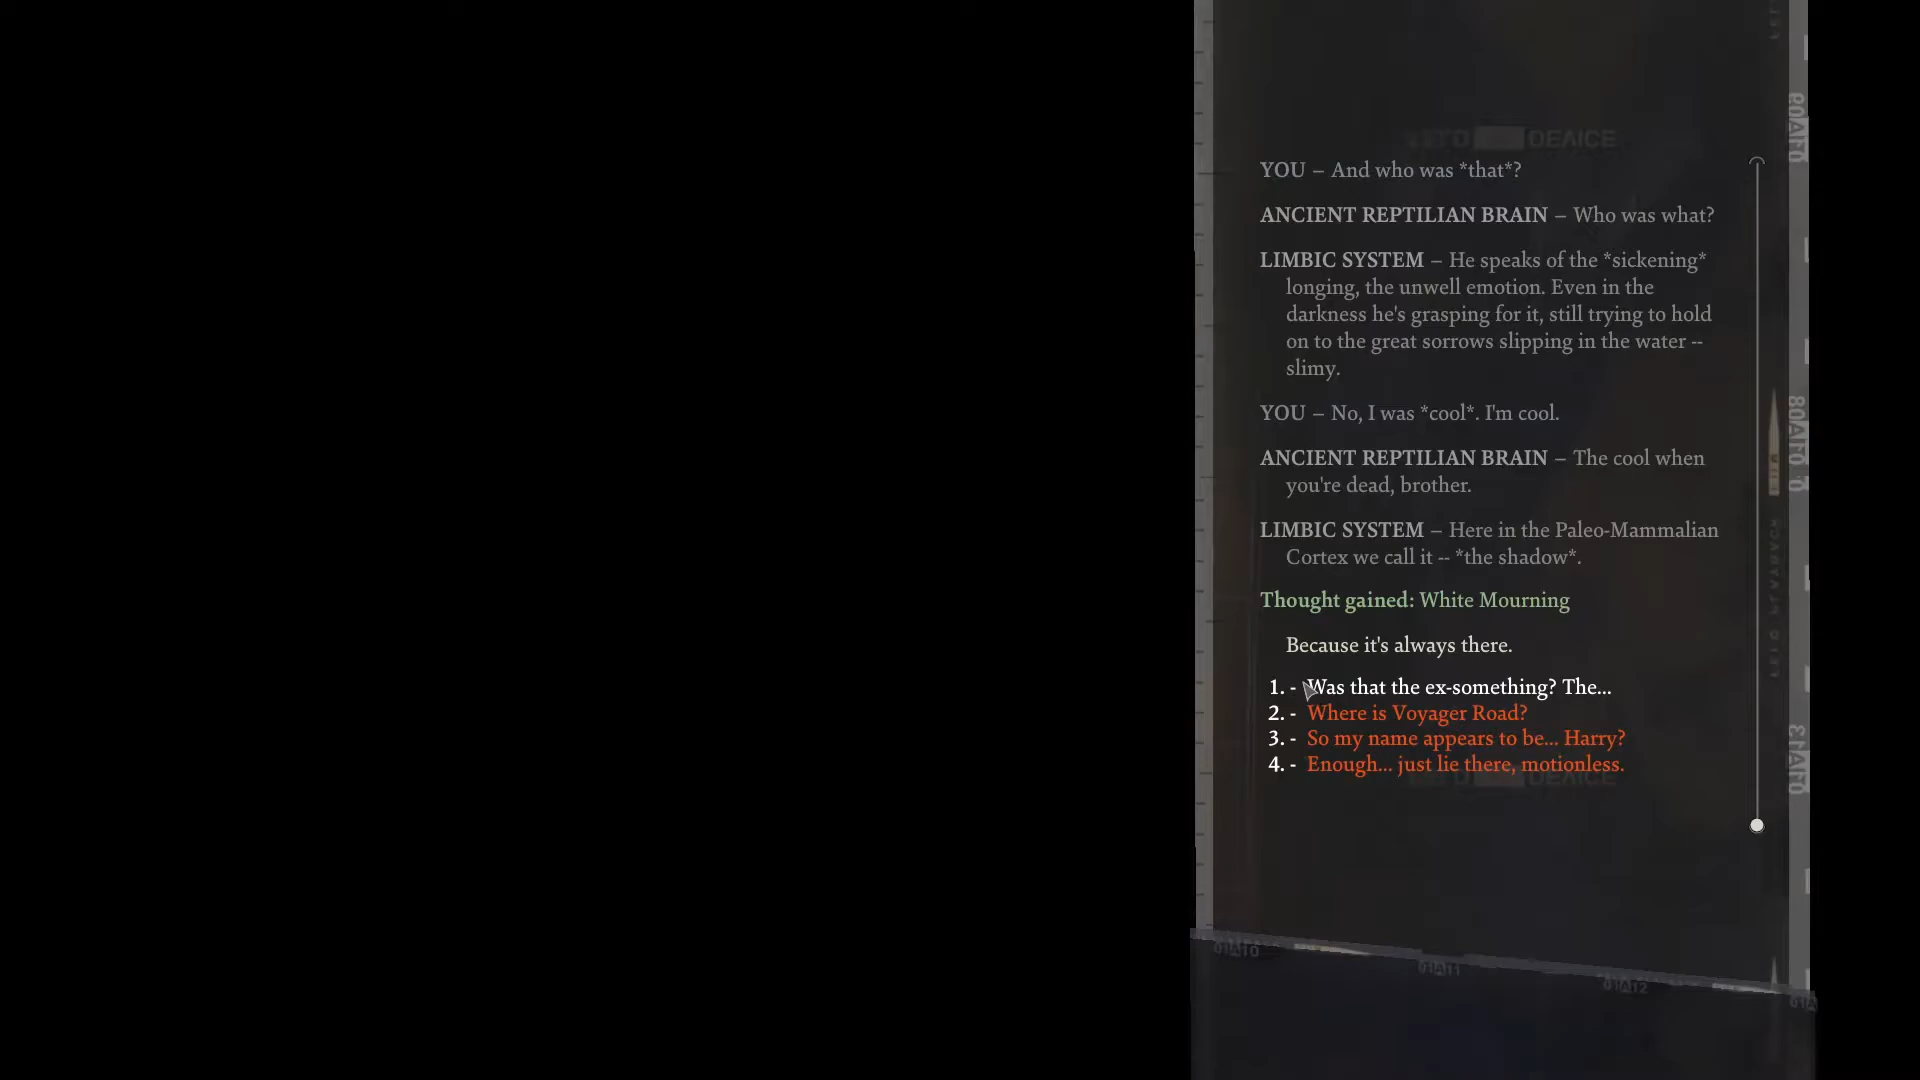 DEΛICE
YOU – And who was *that*?
ANCIENT REPTILIAN BRAIN – Who was what?
LIMBIC SYSTEM – He speaks of the *sickening*
longing, the unwell emotion. Even in the
darkness he's grasping for it, still trying to hold
on to the great sorrows slipping in the water --
slimy.
YOU – No, I was *cool*. I'm cool.
ANCIENT REPTILIAN BRAIN – The cool when
you're dead, brother.
LIMBIC SYSTEM – Here in the Paleo-Mammalian
Cortex we call it -- *the shadow*.
Thought gained: White Mourning
Because it's always there.
1. - Was that the ex-something? The...
2. - Where is Voyager Road?
3. - So my name appears to be... Harry?
4. - Enough... just lie there, motionless.
DEΛICE
01A10
01A11
01A12